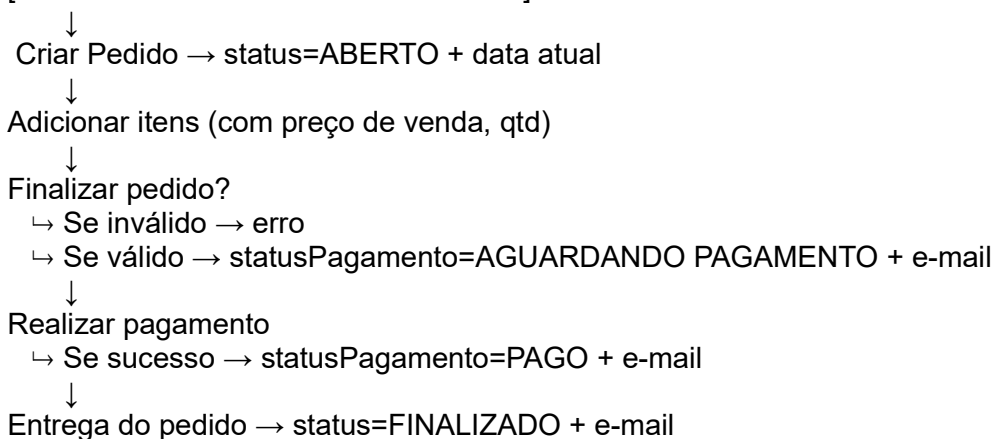 ↓
Criar Pedido → status=ABERTO + data atual
↓
Adicionar itens (com preço de venda, qtd)
↓
Finalizar pedido?
↪ Se inválido → erro
↪ Se válido → statusPagamento=AGUARDANDO PAGAMENTO + e-mail
↓
Realizar pagamento
↪ Se sucesso → statusPagamento=PAGO + e-mail
↓
Entrega do pedido → status=FINALIZADO + e-mail